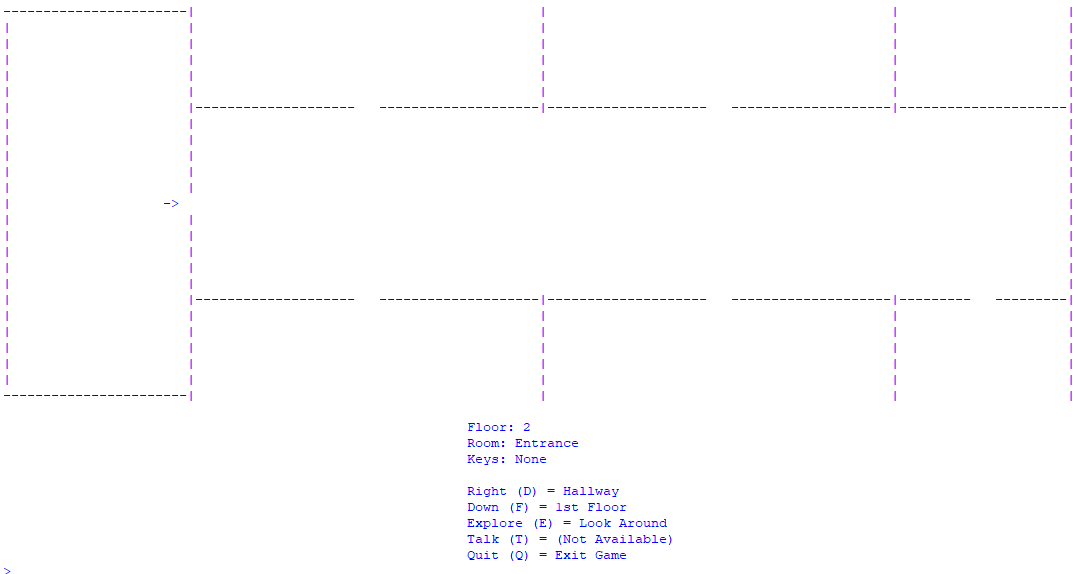 ->
Floor: 2
Room: Entrance
Keys: None
Right (D) = Hallway
Down (F) = 1st Floor
Explore (E) = Look Around
Talk (T) = (Not Available)
Quit (Q) = Exit Game
>